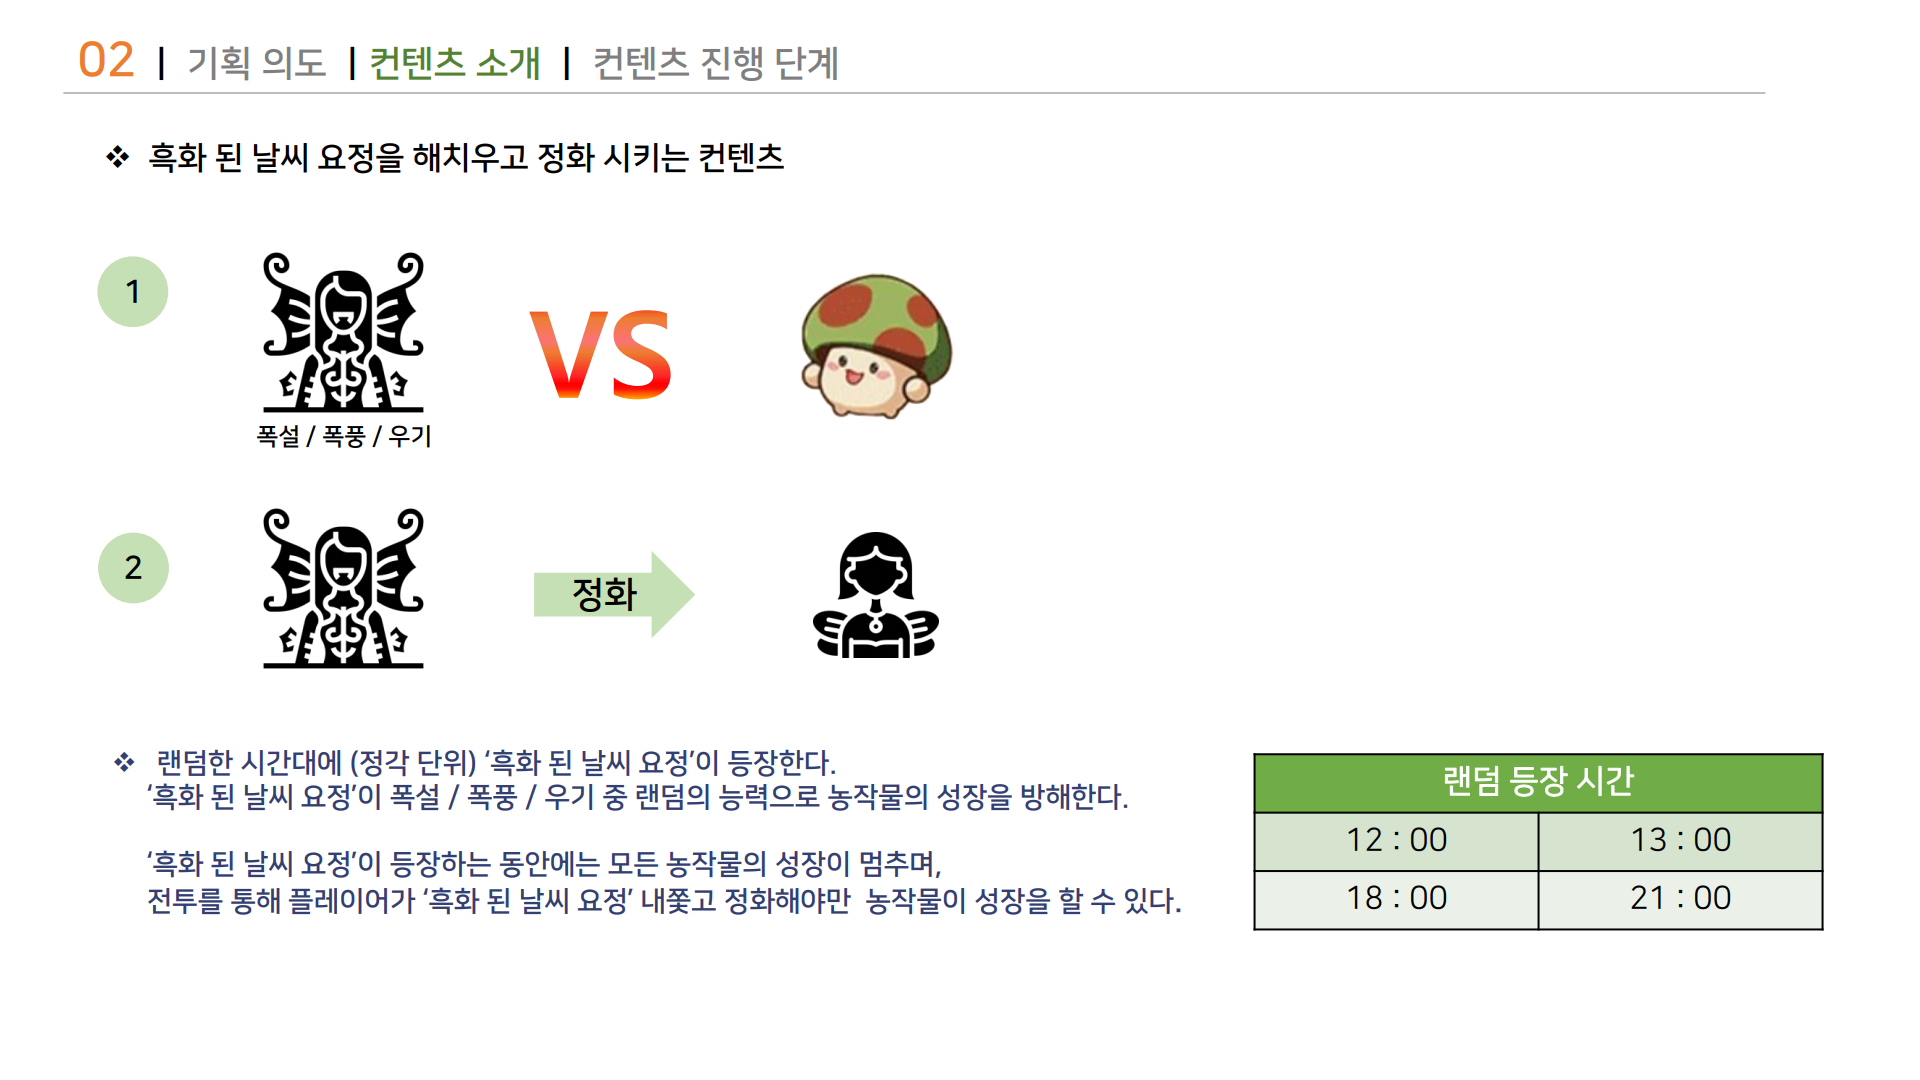 02 | 기획 의도 | 컨텐츠 소개 | 컨텐츠 진행 단계
❖ 흑화 된 날씨 요정을 해치우고 정화 시키는 컨텐츠
1
VS
폭설 / 폭풍 / 우기
2
정화
❖ 랜덤한 시간대에 (정각 단위) ‘흑화 된 날씨 요정’이 등장한다.
‘흑화 된 날씨 요정’이 폭설 / 폭풍 / 우기 중 랜덤의 능력으로 농작물의 성장을 방해한다.
‘흑화 된 날씨 요정’이 등장하는 동안에는 모든 농작물의 성장이 멈추며,
전투를 통해 플레이어가 ‘흑화 된 날씨 요정’ 내쫓고 정화해야만 농작물이 성장을 할 수 있다.
랜덤 등장 시간
12 : 00 13 : 00
18 : 00 21 : 00